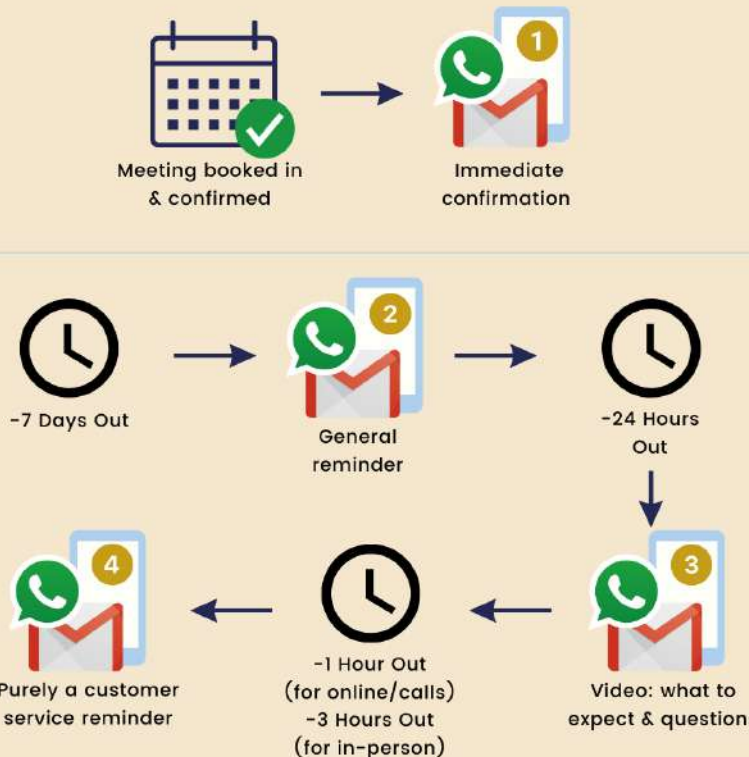 1
Meeting booked in
& confirmed
Immediate
confirmation
2
-7 Days Out
General
reminder
-24 Hours
Out
4
3
Purely a customer
service reminder
-1 Hour Out
(for online/calls)
-3 Hours Out
(for in-person)
Video: what to
expect & question